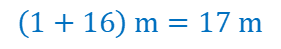 (1 + 16) m = 17 m